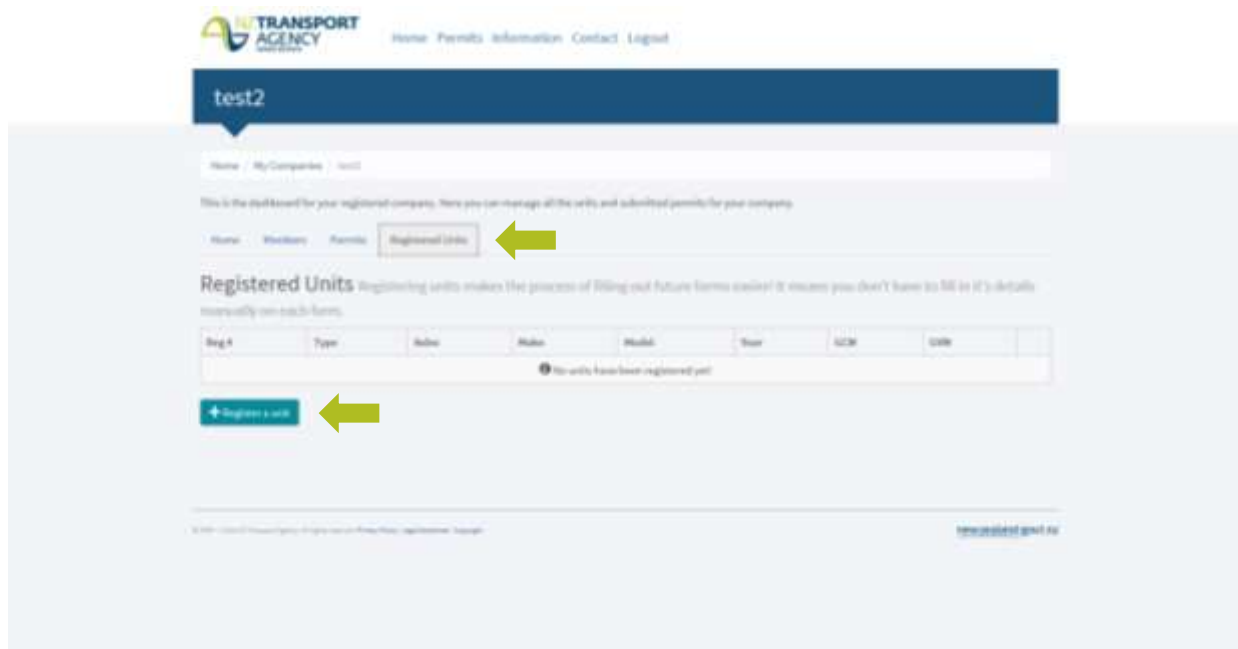 NZ TRANSPORT
AGENCY
Home Permits Information Contact Logout
test2
Home / My Companies / test2
This is the dashboard for your registered company. Here you can manage all the units and submitted permits for your company.
Home Members Permits Registered Units
Registered Units Registering units makes the process of filling out future forms easier! It means you don't have to fill in it's details
manually on each form.
Reg # Type Axles Make Model Year GCM GVM
No units have been registered yet!
Register a unit
newzealand.govt.nz